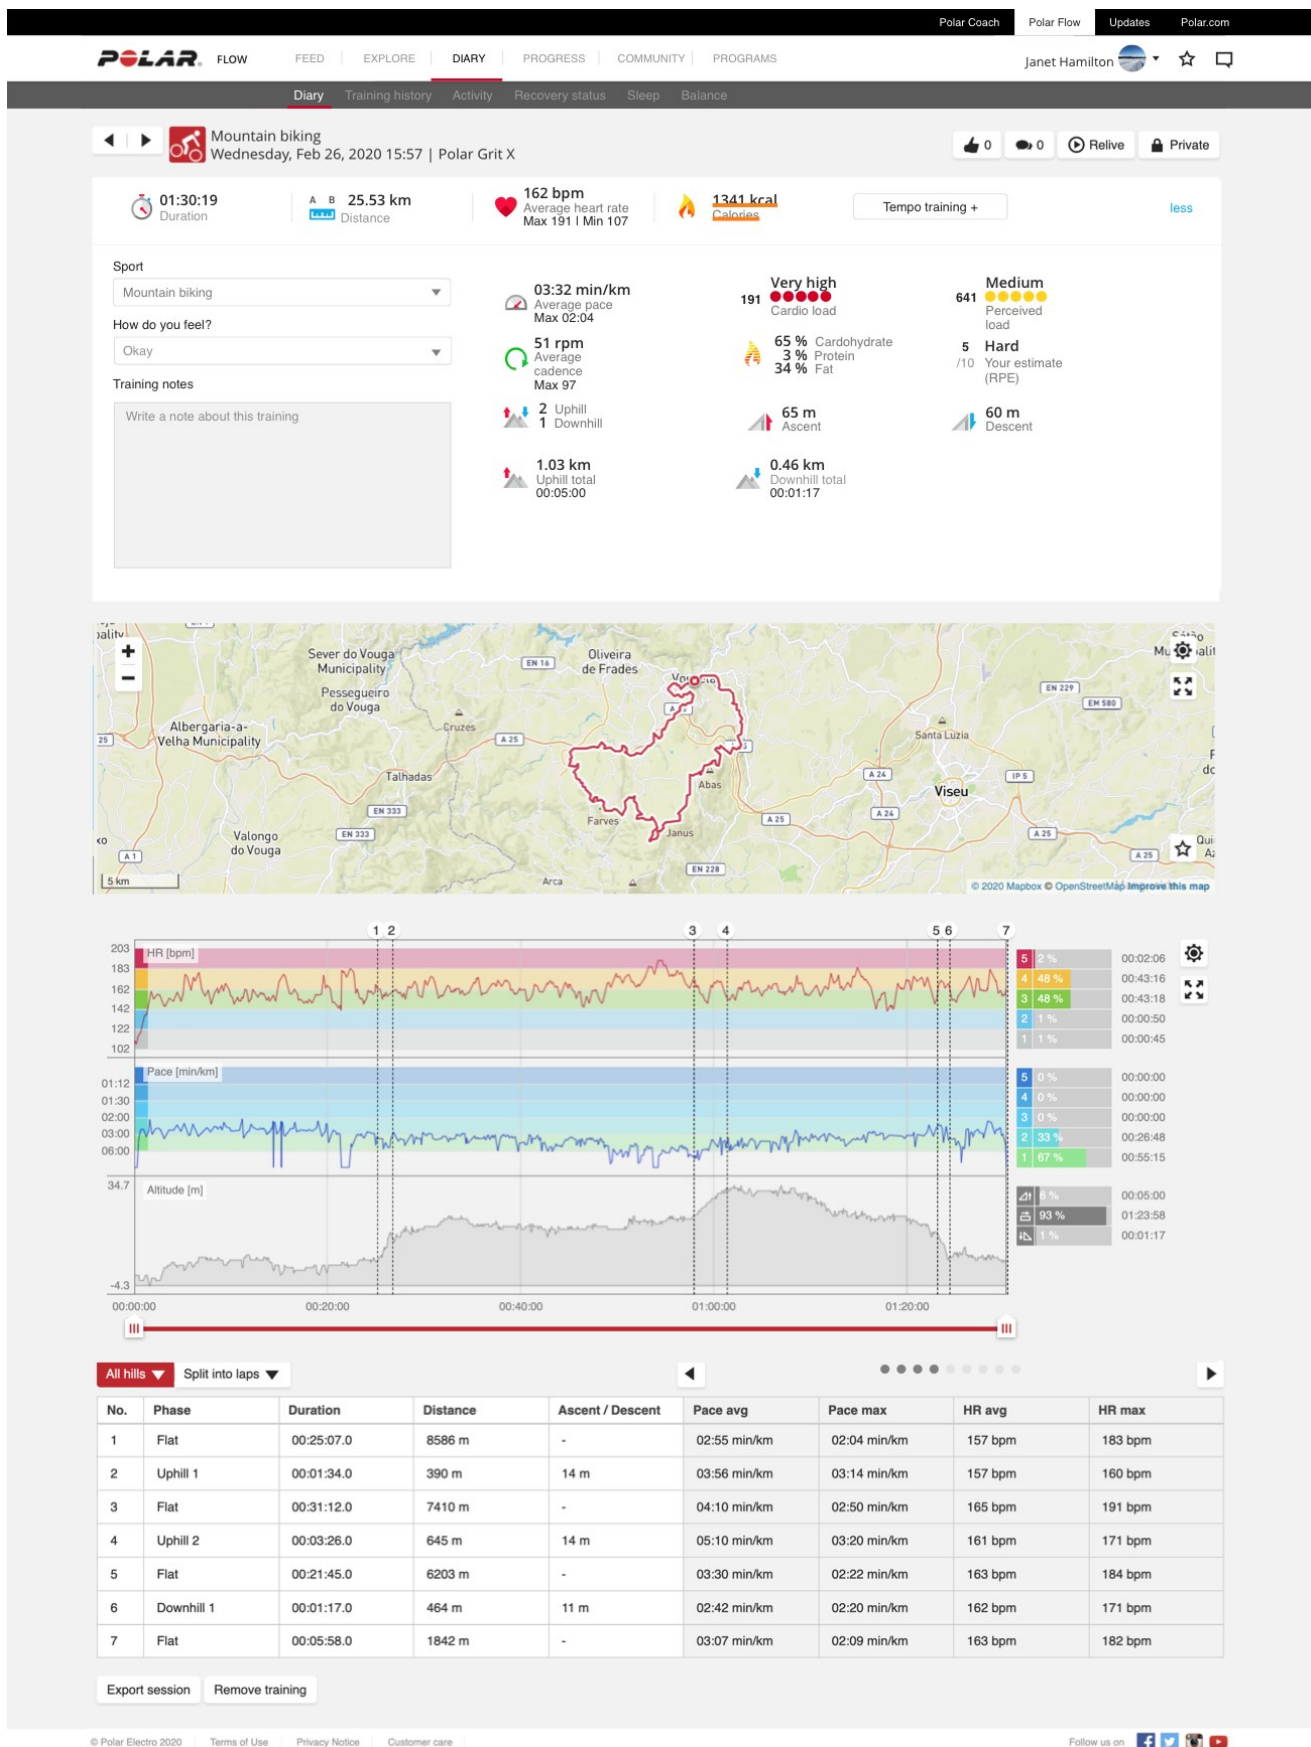 Polar Coach Polar Flow Updates Polar.com
POLAR. FLOW FEED EXPLORE DIARY PROGRESS COMMUNITY PROGRAMS Janet Hamilton
Diary Training history Activity Recovery status Sleep Balance
Mountain biking
Wednesday, Feb 26, 2020 15:57 | Polar Grit X
0 0 Relive Private
01:30:19
Duration
A B 25.53 km
Distance
162 bpm
Average heart rate
Max 191 | Min 107
1341 kcal
Calories
Tempo training +
less
Sport
Mountain biking
How do you feel?
Okay
Training notes
Write a note about this training
03:32 min/km
Average pace
Max 02:04
191 Very high
Cardio load
641 Medium
Perceived
load
51 rpm
Average
cadence
Max 97
65 % Cardohydrate
3 % Protein
34 % Fat
5 Hard
/10 Your estimate
(RPE)
2 Uphill
1 Downhill
65 m
Ascent
60 m
Descent
1.03 km
Uphill total
00:05:00
0.46 km
Downhill total
00:01:17
pality
+
−
Sever do Vouga
Municipality
Pessegueiro
do Vouga
EN 16
Oliveira
de Frades
EN 229
EM 580
Albergaria-a-
Velha Municipality
25
Cruzes
A 25
Santa Luzia
Talhadas
Abas
A 24
IP 5
Viseu
EN 333
Farves
A 25
A 24
Valongo
do Vouga
EN 333
Janus
A 25
A 1
EN 228
A 25
5 km
Arca
© 2020 Mapbox © OpenStreetMap Improve this map
1 2 3 4 5 6 7
HR [bpm]
203
183
162
142
122
102
5 2 % 00:02:06
4 48 % 00:43:16
3 48 % 00:43:18
2 1 % 00:00:50
1 1 % 00:00:45
Pace [min/km]
01:12
01:30
02:00
03:00
06:00
5 0 % 00:00:00
4 0 % 00:00:00
3 0 % 00:00:00
2 33 % 00:26:48
1 67 % 00:55:15
34.7 Altitude [m]
-4.3
6 % 00:05:00
93 % 01:23:58
1 % 00:01:17
00:00:00 00:20:00 00:40:00 01:00:00 01:20:00
All hills Split into laps
No. Phase Duration Distance Ascent / Descent Pace avg Pace max HR avg HR max
1 Flat 00:25:07.0 8586 m - 02:55 min/km 02:04 min/km 157 bpm 183 bpm
2 Uphill 1 00:01:34.0 390 m 14 m 03:56 min/km 03:14 min/km 157 bpm 160 bpm
3 Flat 00:31:12.0 7410 m - 04:10 min/km 02:50 min/km 165 bpm 191 bpm
4 Uphill 2 00:03:26.0 645 m 14 m 05:10 min/km 03:20 min/km 161 bpm 171 bpm
5 Flat 00:21:45.0 6203 m - 03:30 min/km 02:22 min/km 163 bpm 184 bpm
6 Downhill 1 00:01:17.0 464 m 11 m 02:42 min/km 02:20 min/km 162 bpm 171 bpm
7 Flat 00:05:58.0 1842 m - 03:07 min/km 02:09 min/km 163 bpm 182 bpm
Export session Remove training
© Polar Electro 2020 Terms of Use Privacy Notice Customer care Follow us on